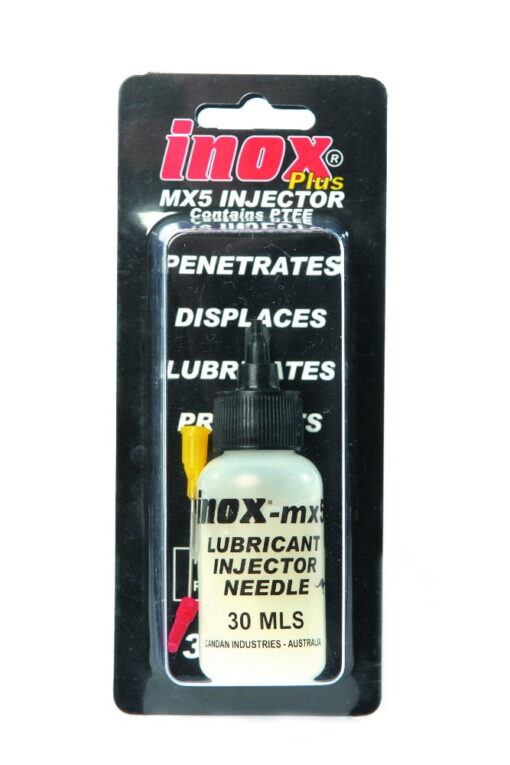 inox®
Plus
MX5 INJECTOR
Contains PTFE
PENETRATES
DISPLACES
LUBRICATES
PROTECTS
inox®-mx5
LUBRICANT
INJECTOR
NEEDLE
30 MLS
CANDAN INDUSTRIES - AUSTRALIA